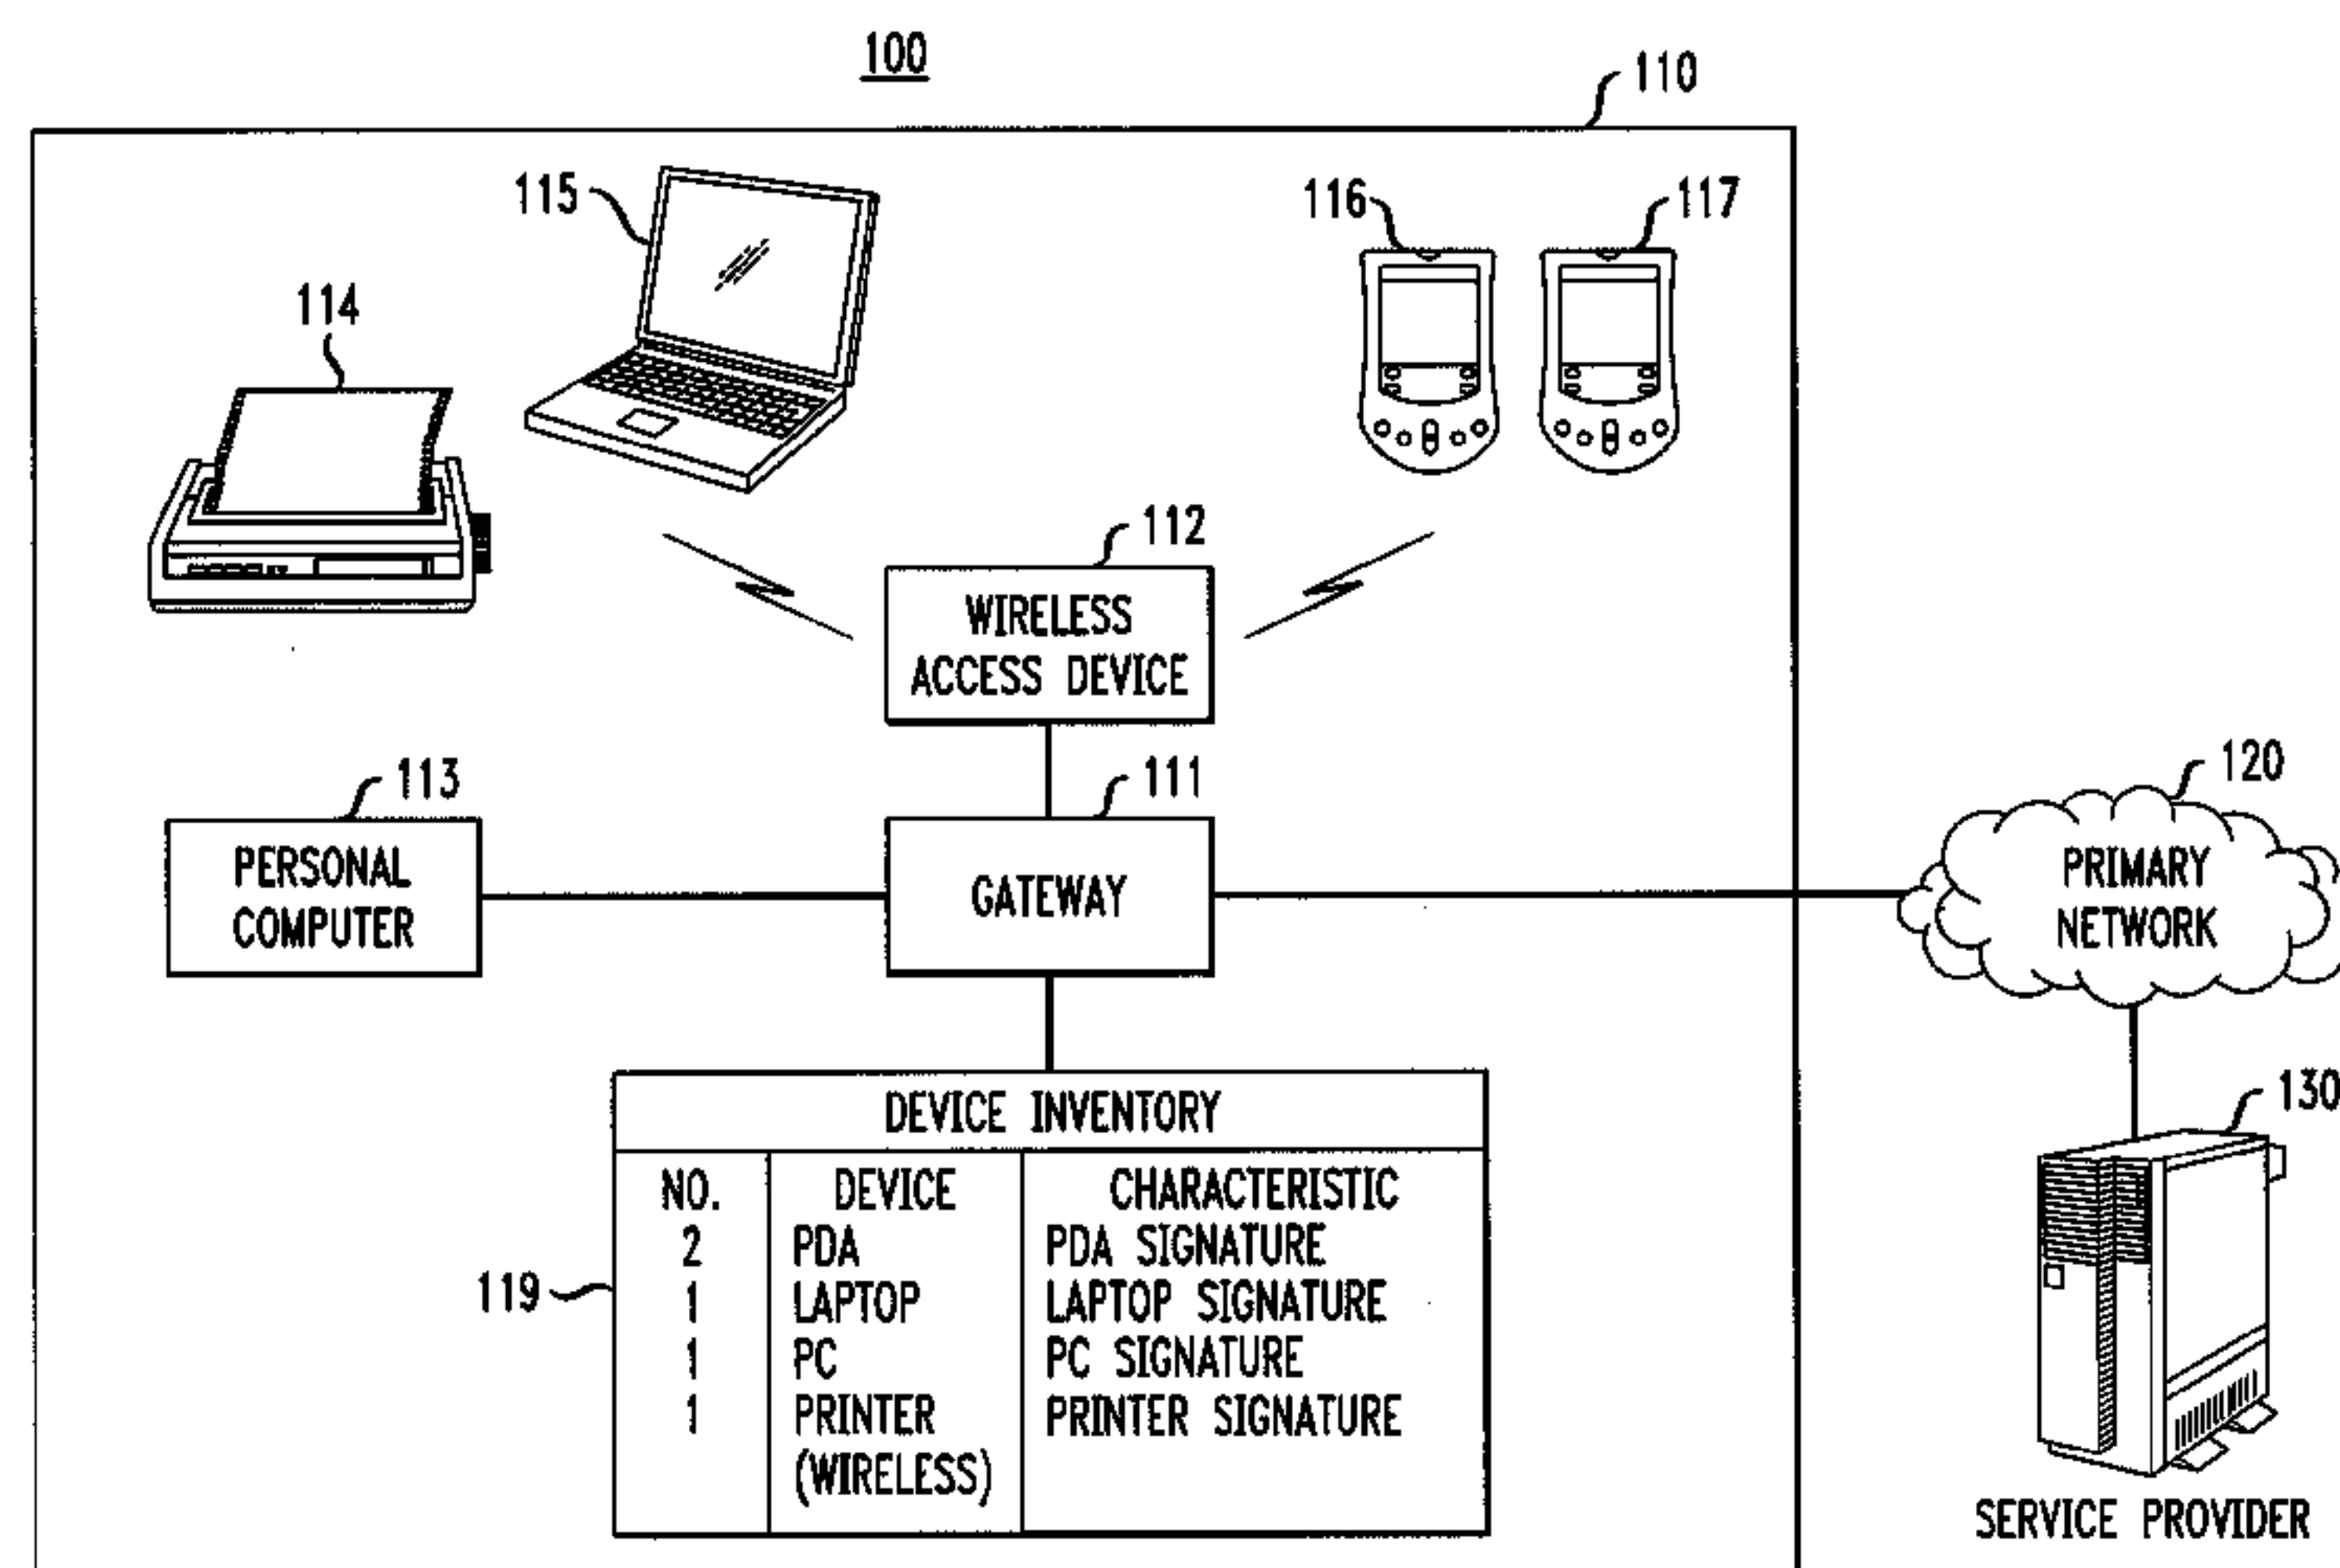 100
110
115
116
117
114
112
WIRELESS
ACCESS DEVICE
113
111
120
PERSONAL
COMPUTER
GATEWAY
PRIMARY
NETWORK
130
DEVICE INVENTORY
NO. DEVICE CHARACTERISTIC
2 PDA PDA SIGNATURE
119
1 LAPTOP LAPTOP SIGNATURE
1 PC PC SIGNATURE
1 PRINTER PRINTER SIGNATURE
(WIRELESS)
SERVICE PROVIDER